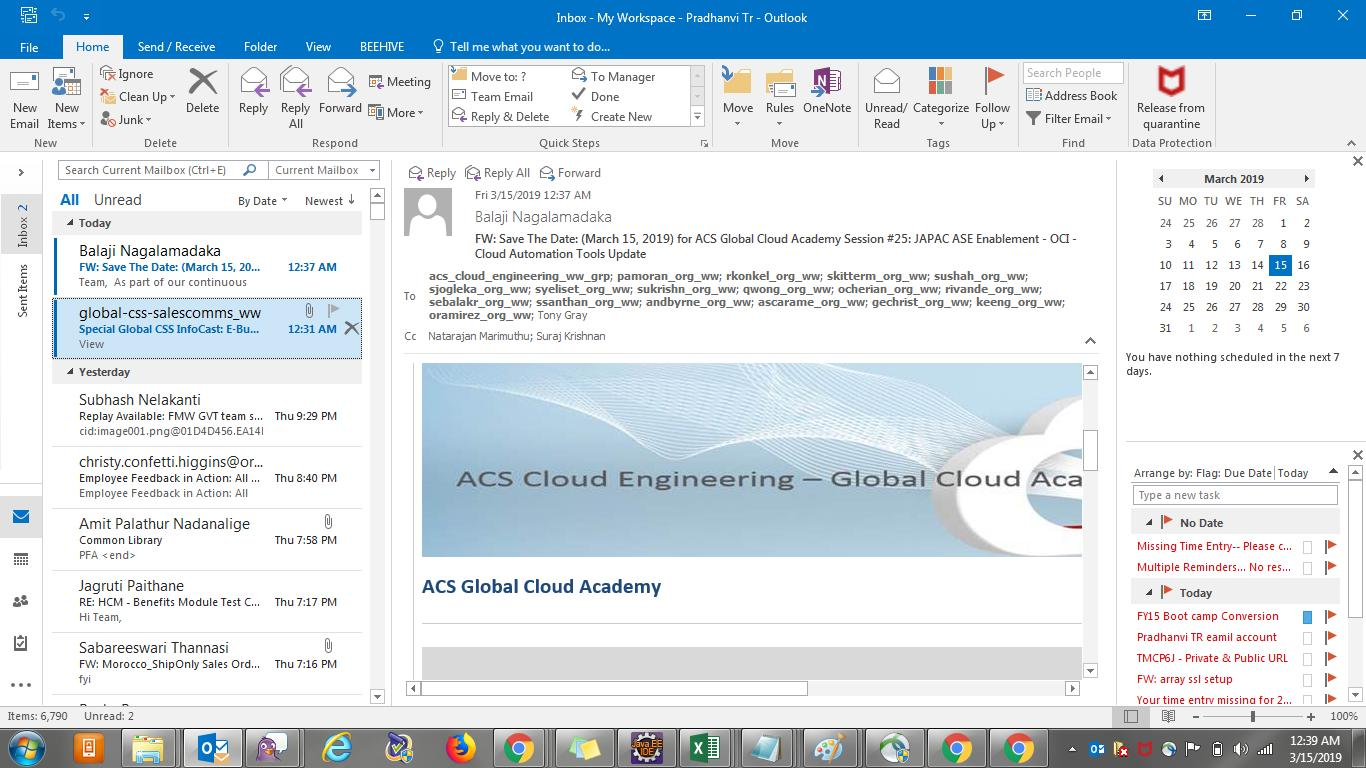 Inbox - My Workspace - Pradhanvi Tr - Outlook
File Home Send / Receive Folder View BEEHIVE Tell me what you want to do...
New Email
New Items
New
Ignore
Clean Up
Junk
Delete
Delete
Reply
Reply All
Forward
Meeting
More
Respond
Move to: ?
Team Email
Reply & Delete
To Manager
Done
Create New
Quick Steps
Move
Rules
OneNote
Move
Unread/ Read
Categorize
Follow Up
Tags
Search People
Address Book
Filter Email
Find
Release from quarantine
Data Protection
Inbox 2
Sent Items
Search Current Mailbox (Ctrl+E)
Current Mailbox
All Unread By Date Newest
Today
Balaji Nagalamadaka
FW: Save The Date: (March 15, 20... 12:37 AM
Team, As part of our continuous
global-css-salescomms_ww
Special Global CSS InfoCast: E-Bu... 12:31 AM
View
Yesterday
Subhash Nelakanti
Replay Available: FMW GVT team s... Thu 9:29 PM
cid:image001.png@01D4D456.EA14
christy.confetti.higgins@or...
Employee Feedback in Action: All ... Thu 8:40 PM
Employee Feedback in Action: All
Amit Palathur Nadanalige
Common Library Thu 7:58 PM
PFA <end>
Jagruti Paithane
RE: HCM - Benefits Module Test C... Thu 7:17 PM
Hi Team,
Sabareeswari Thannasi
FW: Morocco_ShipOnly Sales Ord... Thu 7:16 PM
fyi
Reply Reply All Forward
Fri 3/15/2019 12:37 AM
Balaji Nagalamadaka
FW: Save The Date: (March 15, 2019) for ACS Global Cloud Academy Session #25: JAPAC ASE Enablement - OCI -
Cloud Automation Tools Update
To
acs_cloud_engineering_ww_grp; pamoran_org_ww; rkonkel_org_ww; skitterm_org_ww; sushah_org_ww;
sjogleka_org_ww; syeliset_org_ww; sukrishn_org_ww; qwong_org_ww; ocherian_org_ww; rivande_org_ww;
sebalakr_org_ww; ssanthan_org_ww; andbyrne_org_ww; ascarame_org_ww; gechrist_org_ww; keeng_org_ww;
oramirez_org_ww; Tony Gray
Cc Natarajan Marimuthu; Suraj Krishnan
ACS Cloud Engineering – Global Cloud Aca
ACS Global Cloud Academy
March 2019
SU MO TU WE TH FR SA
24 25 26 27 28 1 2
3 4 5 6 7 8 9
10 11 12 13 14 15 16
17 18 19 20 21 22 23
24 25 26 27 28 29 30
31 1 2 3 4 5 6
You have nothing scheduled in the next 7
days.
Arrange by: Flag: Due Date Today
Type a new task
No Date
Missing Time Entry-- Please c...
Multiple Reminders... No res...
Today
FY15 Boot camp Conversion
Pradhanvi TR eamil account
TMCP6J - Private & Public URL
FW: array ssl setup
Your time entry missing for 2...
Items: 6,790 Unread: 2
100%
Java EE
IDE
12:39 AM
3/15/2019